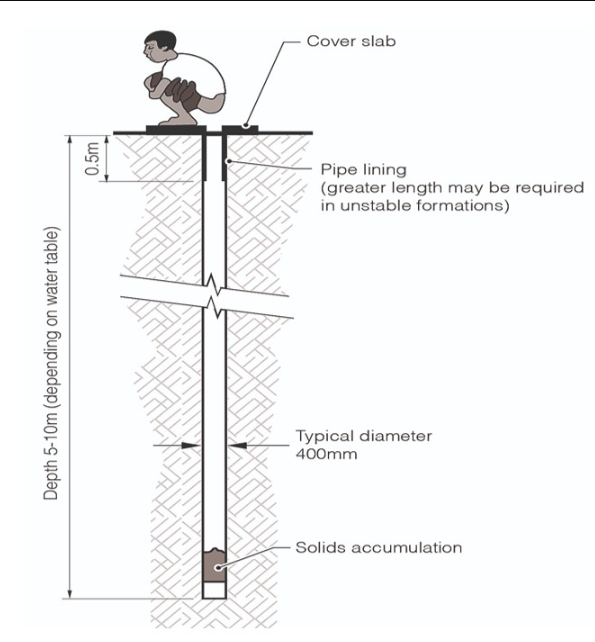 Cover slab
0.5m
Pipe lining
(greater length may be required
in unstable formations)
Depth 5-10m (depending on water table)
Typical diameter
400mm
Solids accumulation